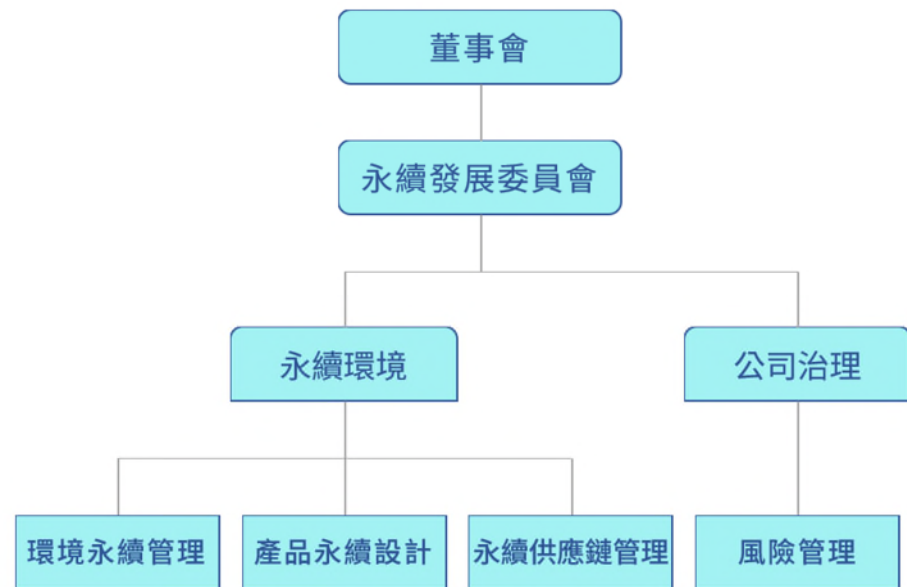 董事會
永續發展委員會
永續環境
公司治理
環境永續管理
產品永續設計
永續供應鏈管理
風險管理